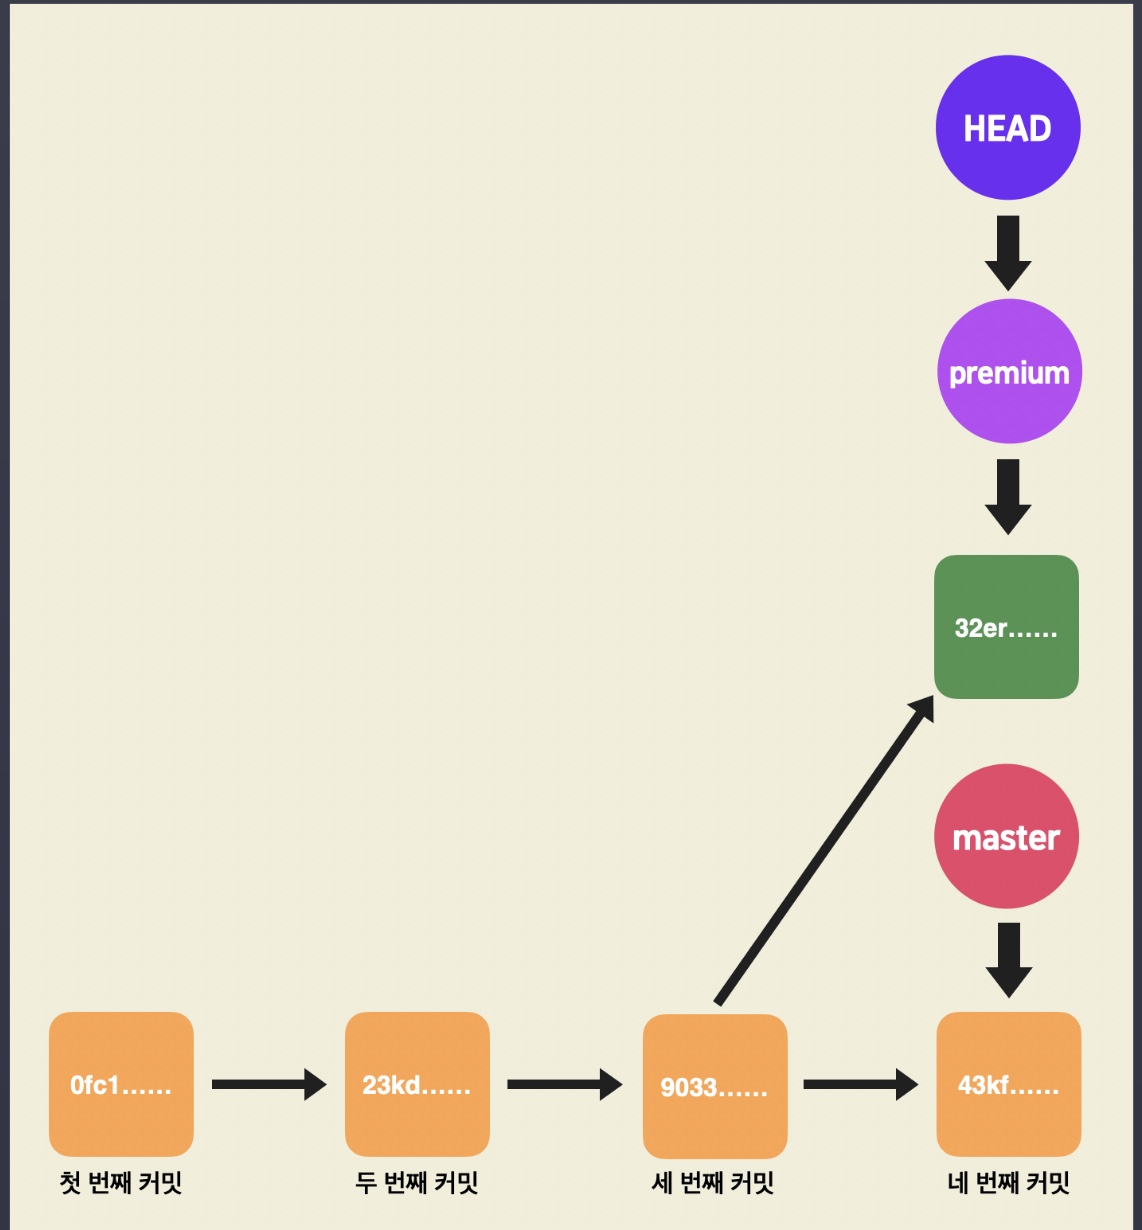 HEAD
premium
32er......
master
0fc1......
23kd......
9033......
43kf......
첫 번째 커밋
두 번째 커밋
세 번째 커밋
네 번째 커밋